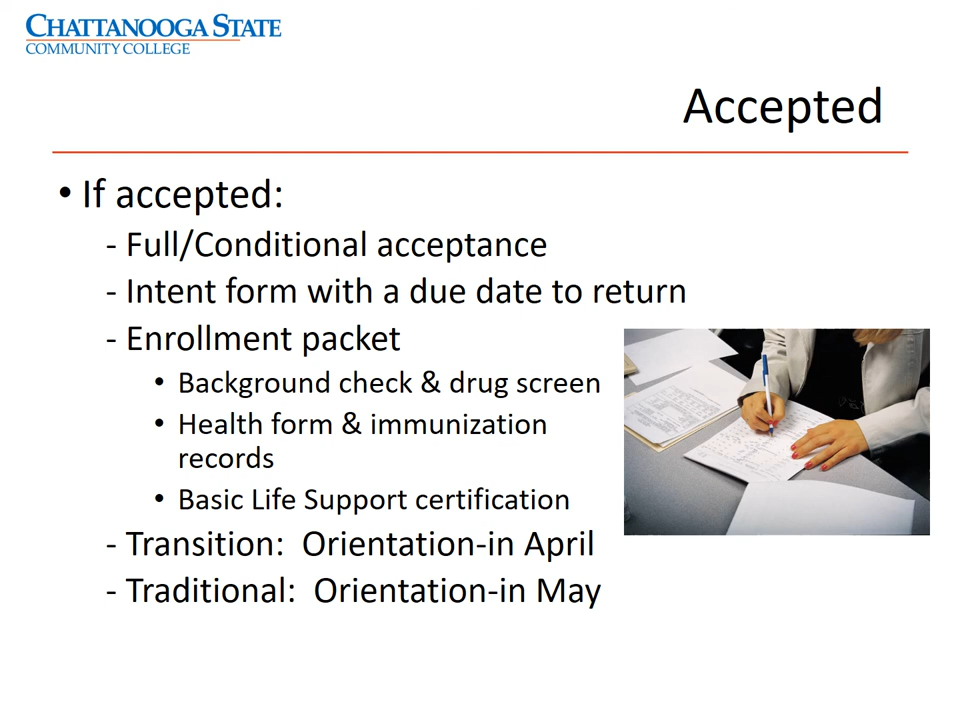 CHATTANOOGA STATE
COMMUNITY COLLEGE
Accepted
• If accepted:
- Full/Conditional acceptance
- Intent form with a due date to return
- Enrollment packet
• Background check & drug screen
• Health form & immunization
records
• Basic Life Support certification
- Transition:  Orientation-in April
- Traditional:  Orientation-in May